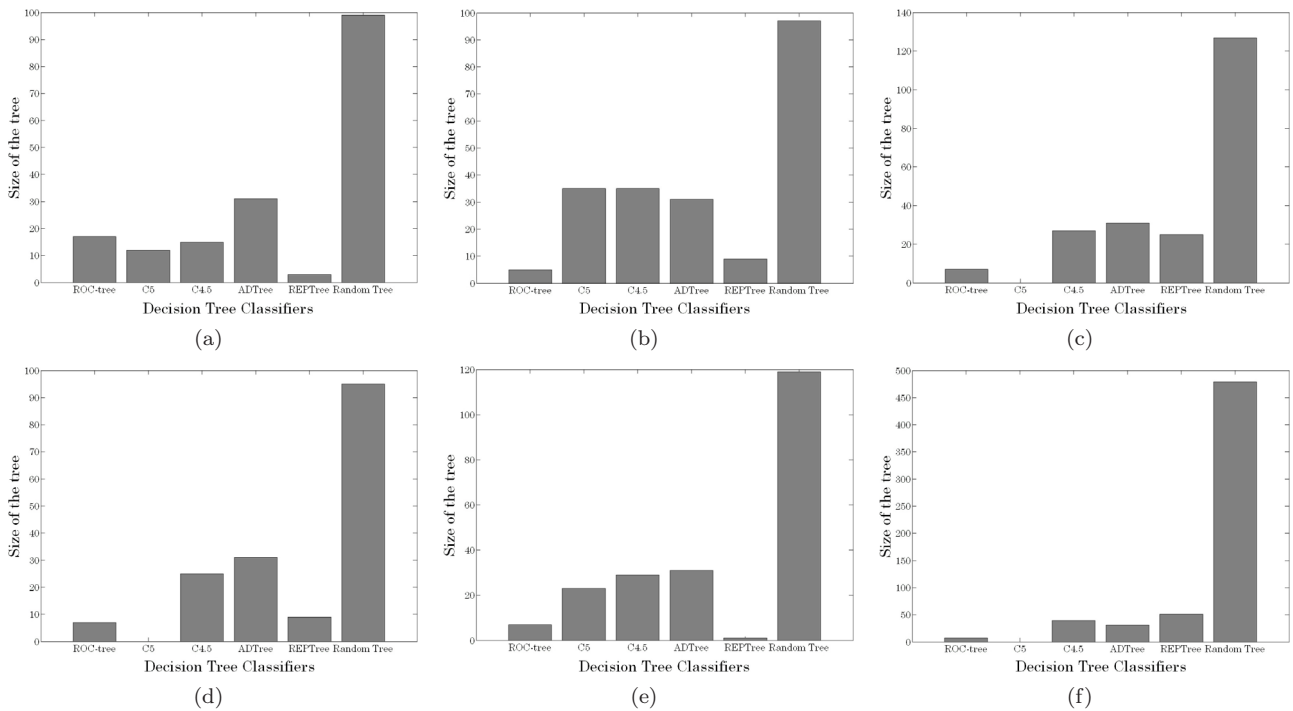 100
90
80
70
60
50
40
30
20
10
0
Size of the tree
ROC-tree C5 C4.5 ADTree REPTree Random Tree
Decision Tree Classifiers
(a)
100
90
80
70
60
50
40
30
20
10
0
Size of the tree
ROC-tree C5 C4.5 ADTree REPTree Random Tree
Decision Tree Classifiers
(b)
140
120
100
80
60
40
20
0
Size of the tree
ROC-tree C5 C4.5 ADTree REPTree Random Tree
Decision Tree Classifiers
(c)
100
90
80
70
60
50
40
30
20
10
0
Size of the tree
ROC-tree C5 C4.5 ADTree REPTree Random Tree
Decision Tree Classifiers
(d)
120
100
80
60
40
20
0
Size of the tree
ROC-tree C5 C4.5 ADTree REPTree Random Tree
Decision Tree Classifiers
(e)
500
450
400
350
300
250
200
150
100
50
0
Size of the tree
ROC-tree C5 C4.5 ADTree REPTree Random Tree
Decision Tree Classifiers
(f)